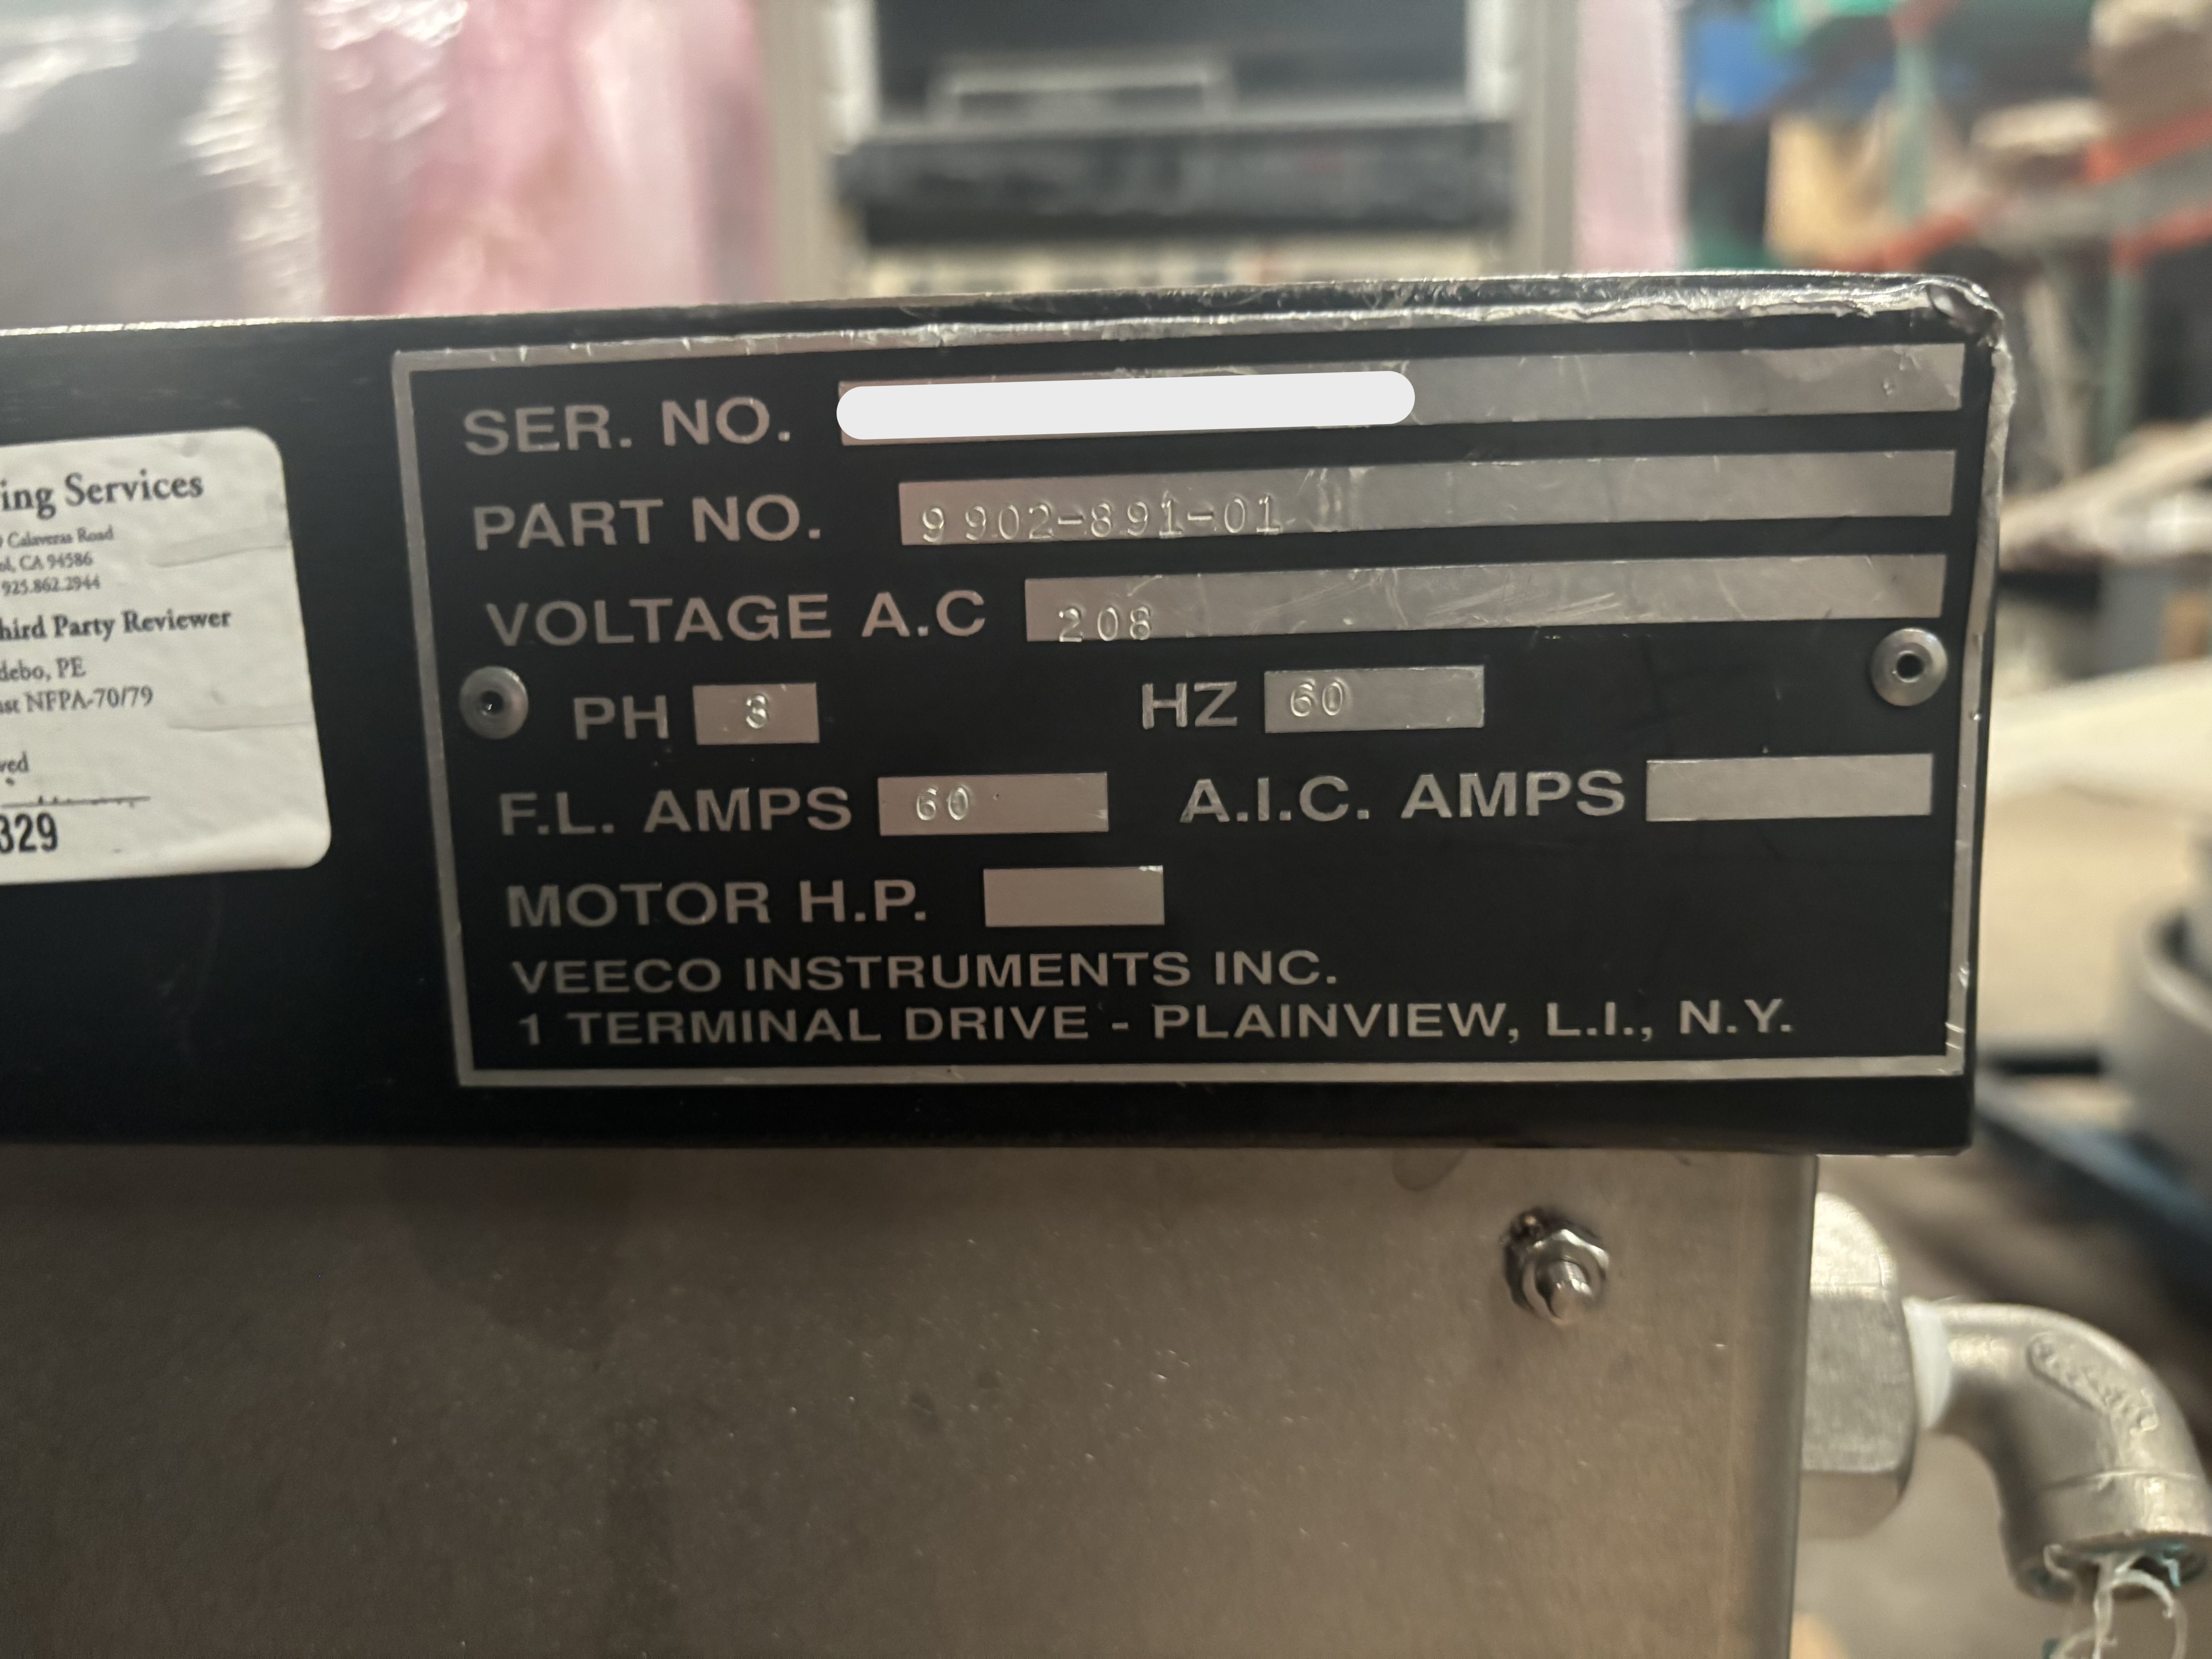 ing Services
Calaveras Road
ol, CA 94586
925.862.2944
hird Party Reviewer
debo, PE
st NFPA-70/79
ved
329
SER. NO.
PART NO. 9902-891-01
VOLTAGE A.C 208
PH 3 HZ 60
F.L. AMPS 60 A.I.C. AMPS
MOTOR H.P.
VEECO INSTRUMENTS INC.
1 TERMINAL DRIVE - PLAINVIEW, L.I., N.Y.